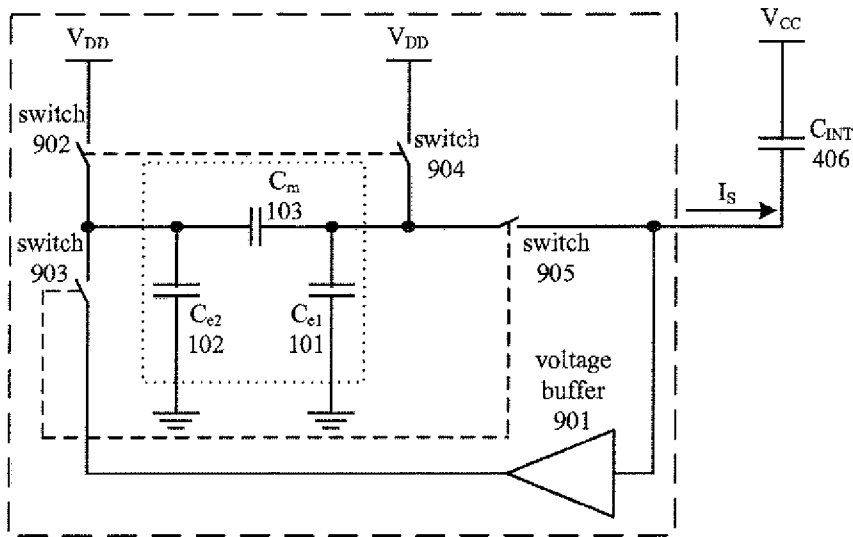 V_DD
V_DD
V_CC
switch
902
switch
904
C_INT
406
C_m
103
I_S
switch
903
switch
905
C_e2
102
C_e1
101
voltage
buffer
901